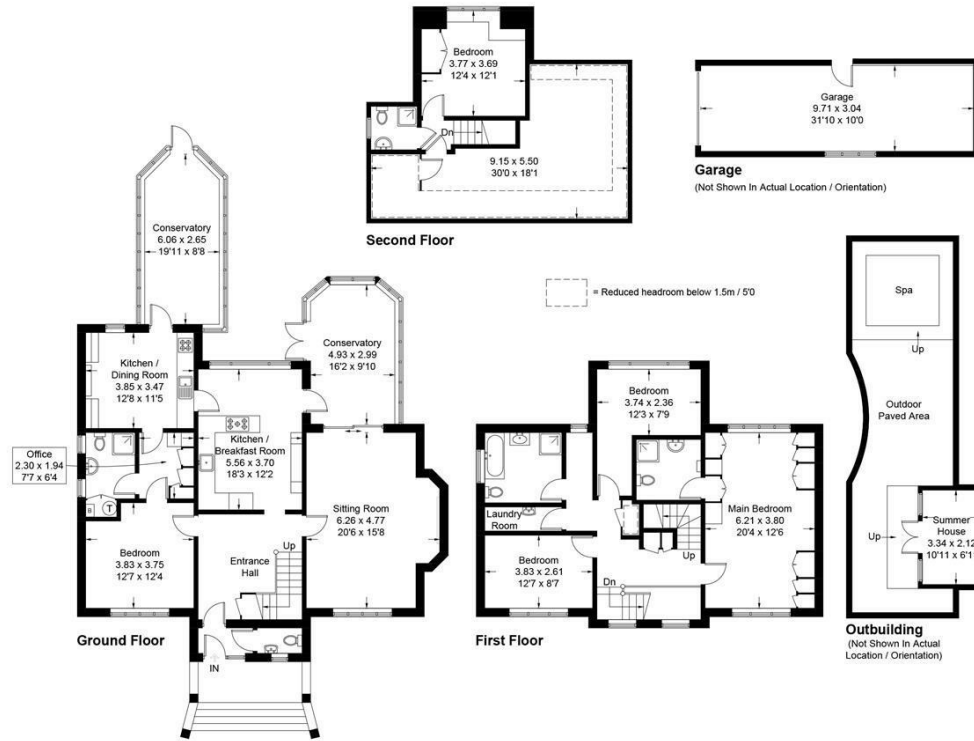 Bedroom
3.77 x 3.69
12'4 x 12'1
Dn
9.15 x 5.50
30'0 x 18'1
Second Floor
Garage
9.71 x 3.04
31'10 x 10'0
Garage
(Not Shown In Actual Location / Orientation)
= Reduced headroom below 1.5m / 5'0
Conservatory
6.06 x 2.65
19'11 x 8'8
Conservatory
4.93 x 2.99
16'2 x 9'10
Kitchen /
Dining Room
3.85 x 3.47
12'8 x 11'5
Office
2.30 x 1.94
7'7 x 6'4
Kitchen /
Breakfast Room
5.56 x 3.70
18'3 x 12'2
T
Sitting Room
6.26 x 4.77
20'6 x 15'8
Bedroom
3.83 x 3.75
12'7 x 12'4
Entrance
Hall
Up
IN
Ground Floor
Bedroom
3.74 x 2.36
12'3 x 7'9
Laundry
Room
Main Bedroom
6.21 x 3.80
20'4 x 12'6
Up
Bedroom
3.83 x 2.61
12'7 x 8'7
Dn
First Floor
Spa
Up
Outdoor
Paved Area
Up
Summer
House
3.34 x 2.12
10'11 x 6'11
Outbuilding
(Not Shown In Actual
Location / Orientation)